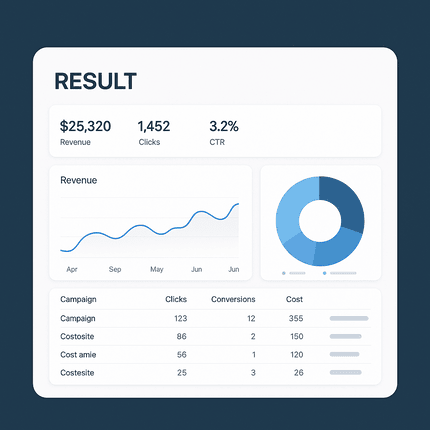 RESULT
$25,320 1,452 3.2%
Revenue Clicks CTR
Revenue
Apr Sep May Jun Jun
Campaign Clicks Conversions Cost
Campaign 123 12 355
Costosite 86 2 150
Cost amie 56 1 120
Costesite 25 3 26